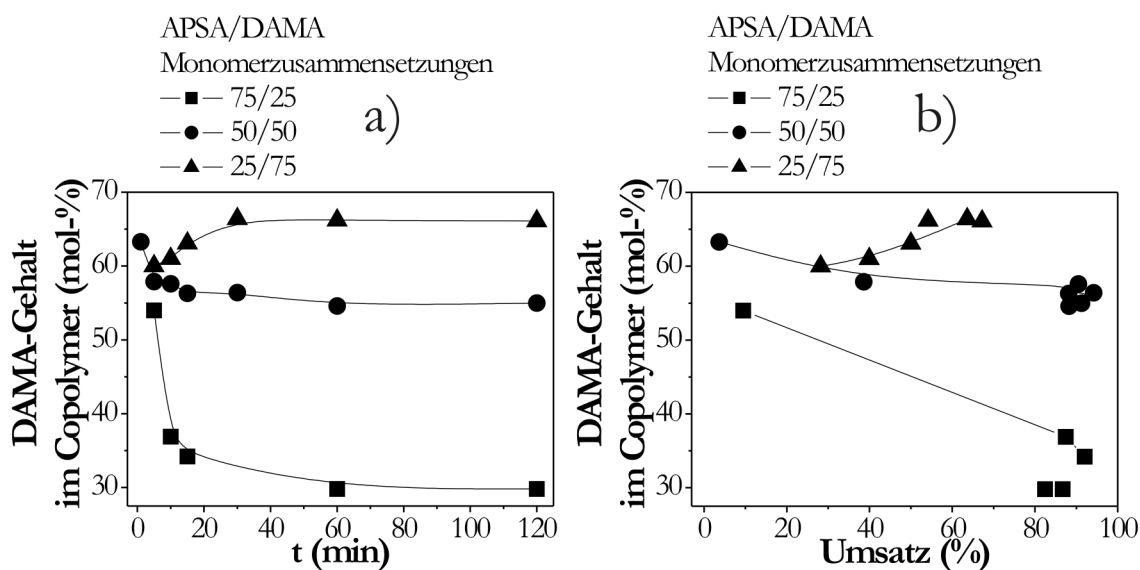 APSA/DAMA
Monomerzusammensetzungen
75/25
50/50
25/75
a)
DAMA-Gehalt
im Copolymer (mol-%)
70
60
50
40
30
0 20 40 60 80 100 120
t (min)
APSA/DAMA
Monomerzusammensetzungen
75/25
50/50
25/75
b)
DAMA-Gehalt
im Copolymer (mol-%)
70
60
50
40
30
0 20 40 60 80 100
Umsatz (%)